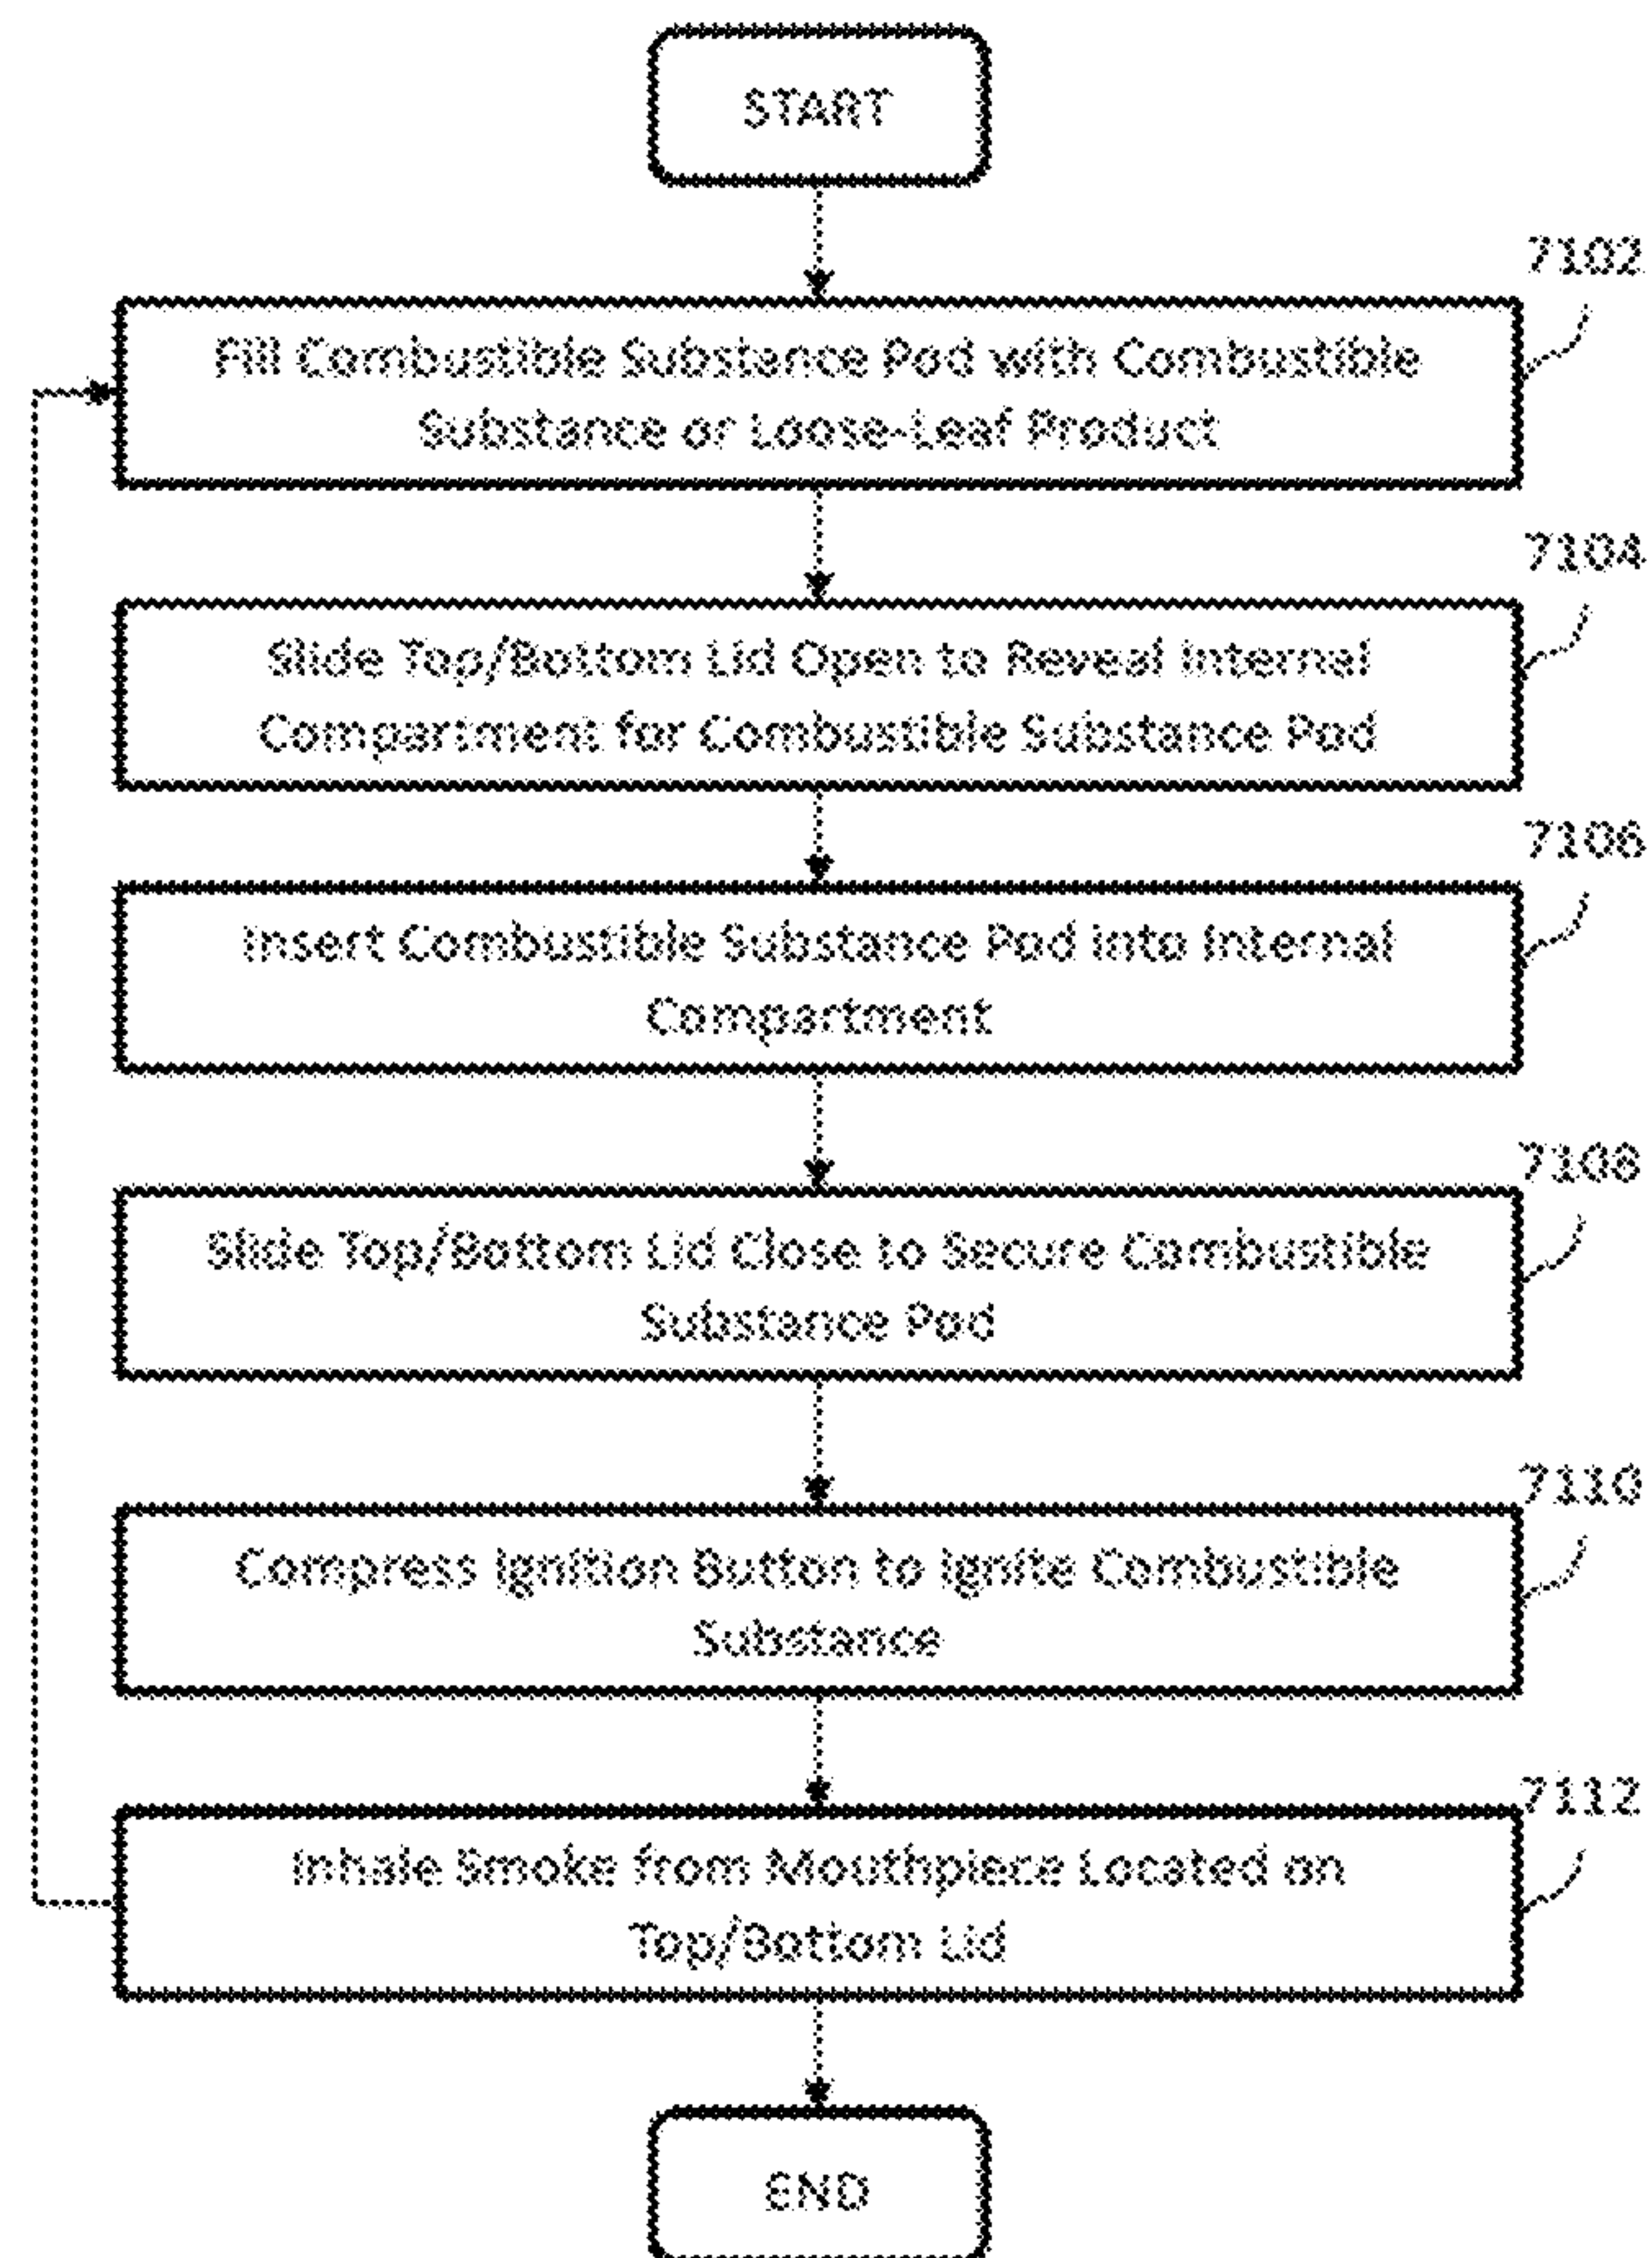 START
7102
Fill Combustible Substance Pod with Combustible
Substance or Loose-Leaf Product
7104
Slide Top/Bottom Lid Open to Reveal Internal
Compartment for Combustible Substance Pod
7106
Insert Combustible Substance Pod into Internal
Compartment
7108
Slide Top/Bottom Lid Close to Secure Combustible
Substance Pod
7110
Compress Ignition Button to Ignite Combustible
Substance
7112
Inhale Smoke from Mouthpiece Located on
Top/Bottom Lid
END